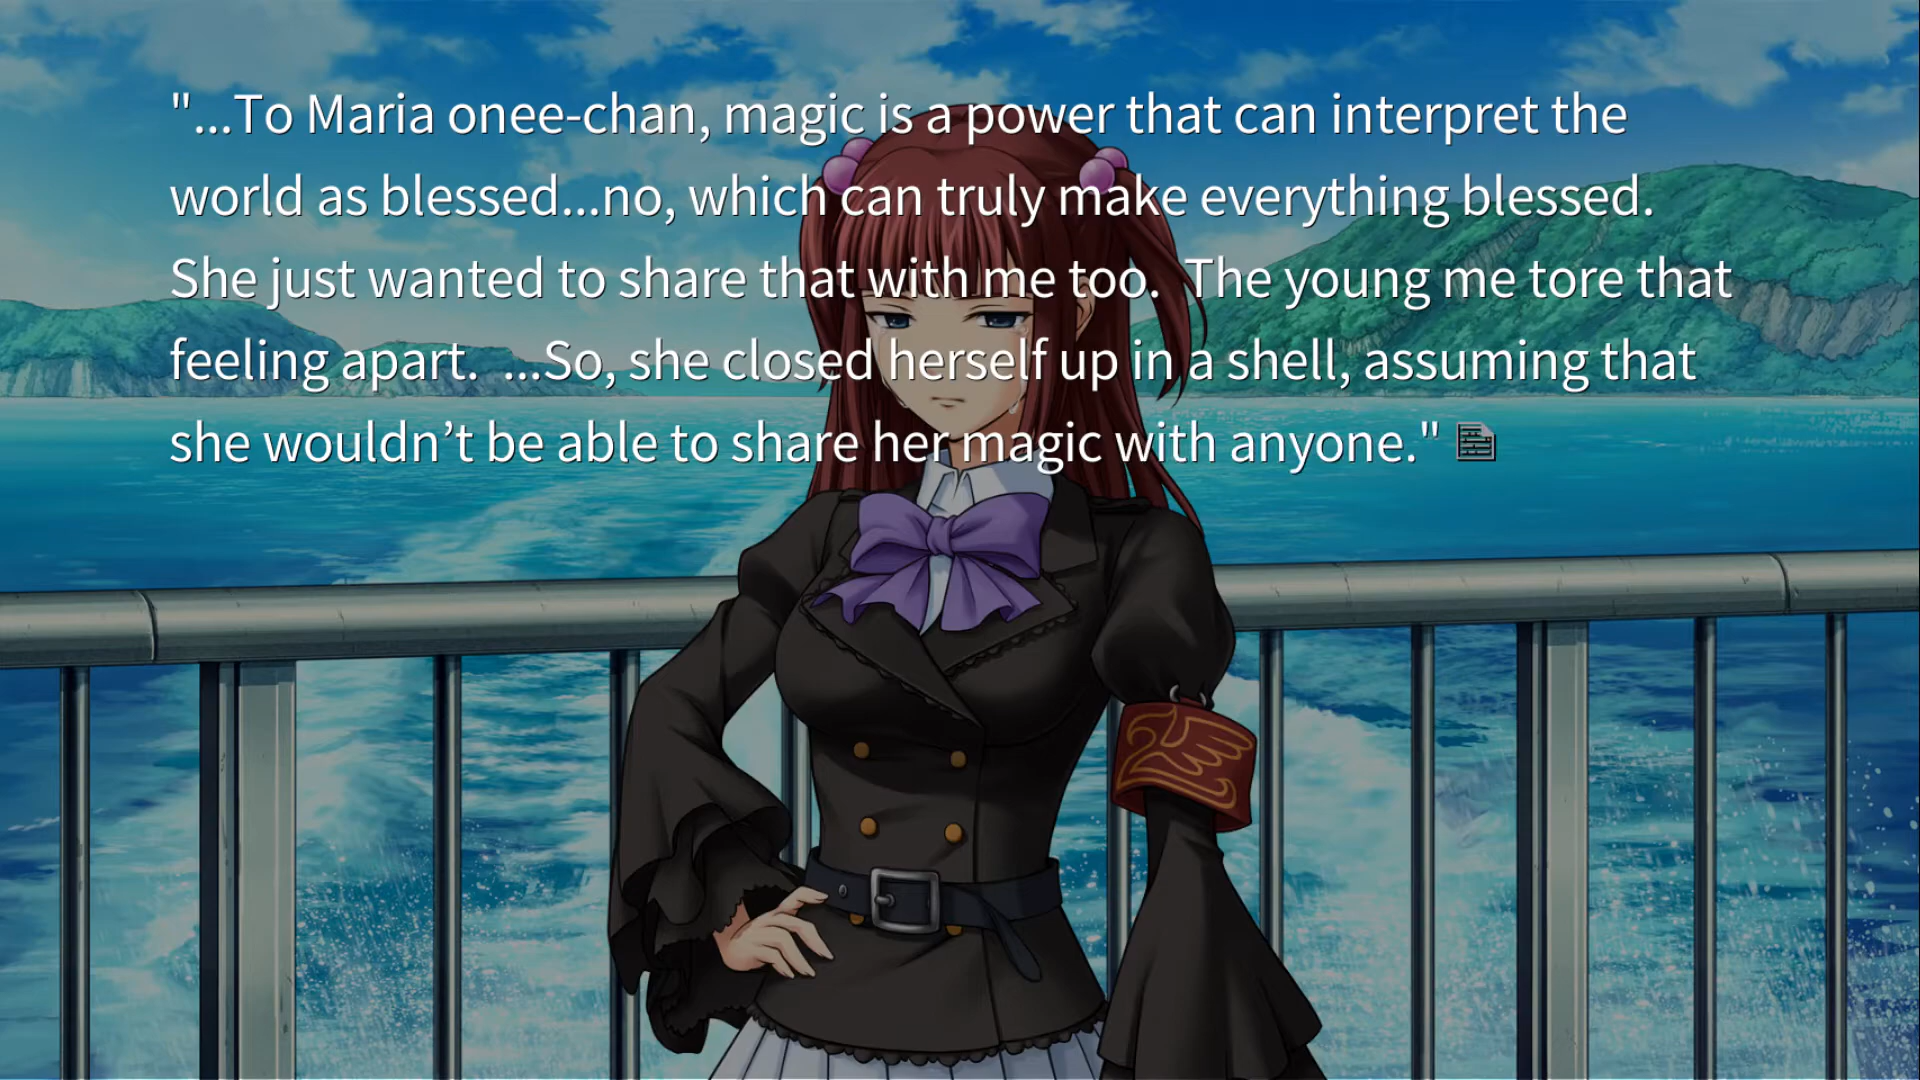 "...To Maria onee-chan, magic is a power that can interpret the
world as blessed...no, which can truly make everything blessed.
She just wanted to share that with me too.  The young me tore that
feeling apart.  ...So, she closed herself up in a shell, assuming that
she wouldn’t be able to share her magic with anyone."